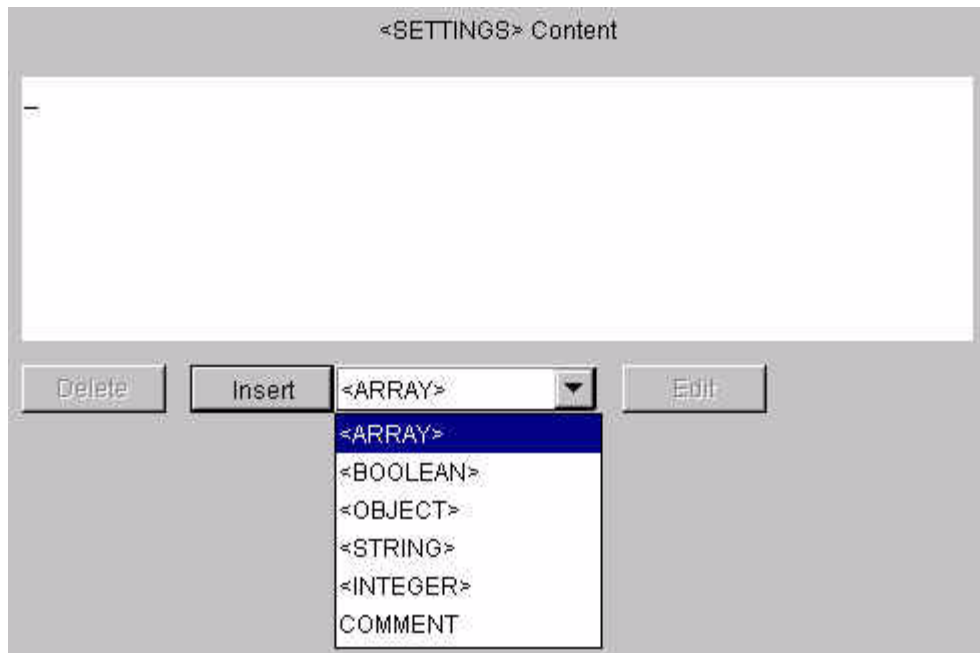 <SETTINGS> Content
Delete Insert <ARRAY> Edit
<ARRAY>
<BOOLEAN>
<OBJECT>
<STRING>
<INTEGER>
COMMENT